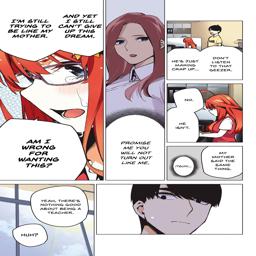 DON'T
LISTEN
TO THAT
GEEZER.
HE'S JUST
MAKING
CRAP UP...
NO.
HE
ISN'T.
MY
MOTHER
SAID THE
SAME
THING.
PROMISE
ME YOU
WILL NOT
TURN OUT
LIKE ME.
AND YET
I STILL
CAN'T GIVE
UP THIS
DREAM.
I'M STILL
TRYING TO
BE LIKE MY
MOTHER.
AM I
WRONG
FOR
WANTING
THIS?
YEAH, THERE'S
NOTHING GOOD
ABOUT BEING A
TEACHER.
HUH?